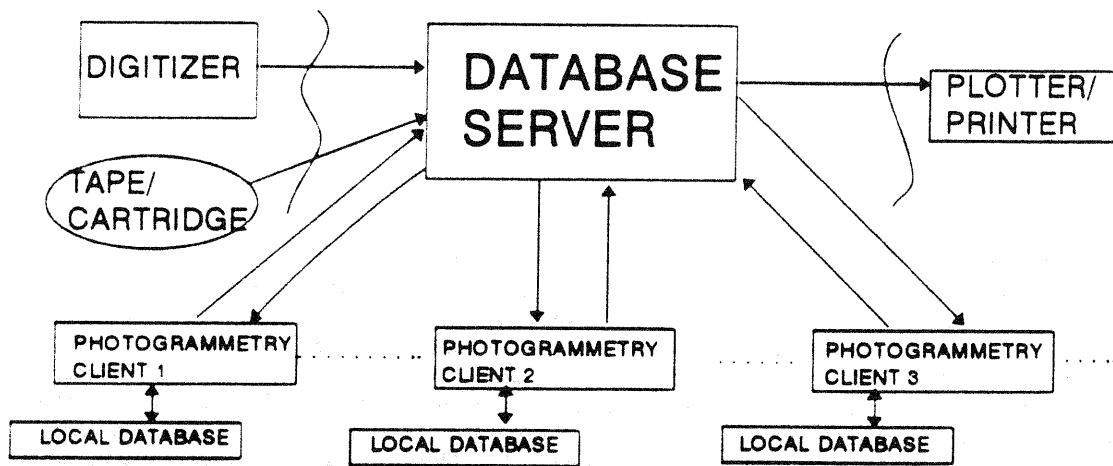 DIGITIZER
DATABASE
SERVER
PLOTTER/
PRINTER
TAPE/
CARTRIDGE
PHOTOGRAMMETRY
CLIENT 1
PHOTOGRAMMETRY
CLIENT 2
PHOTOGRAMMETRY
CLIENT 3
LOCAL DATABASE
LOCAL DATABASE
LOCAL DATABASE